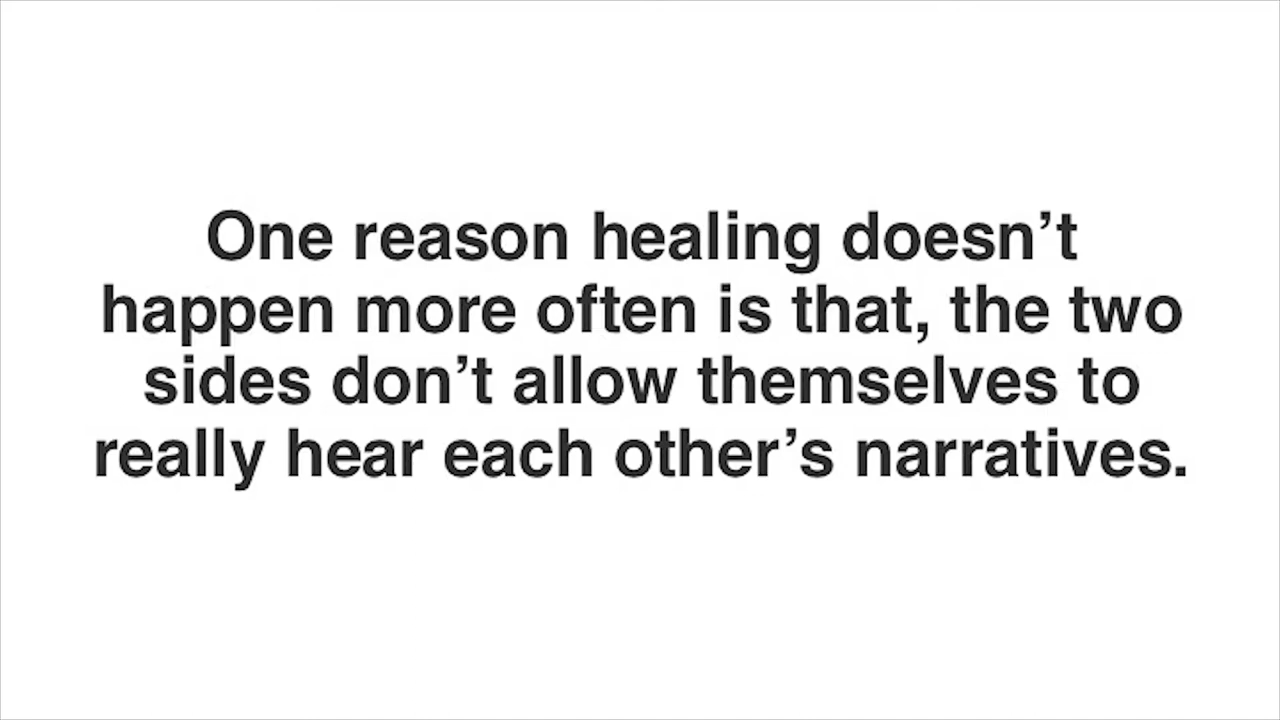 One reason healing doesn’t
happen more often is that, the two
sides don’t allow themselves to
really hear each other’s narratives.